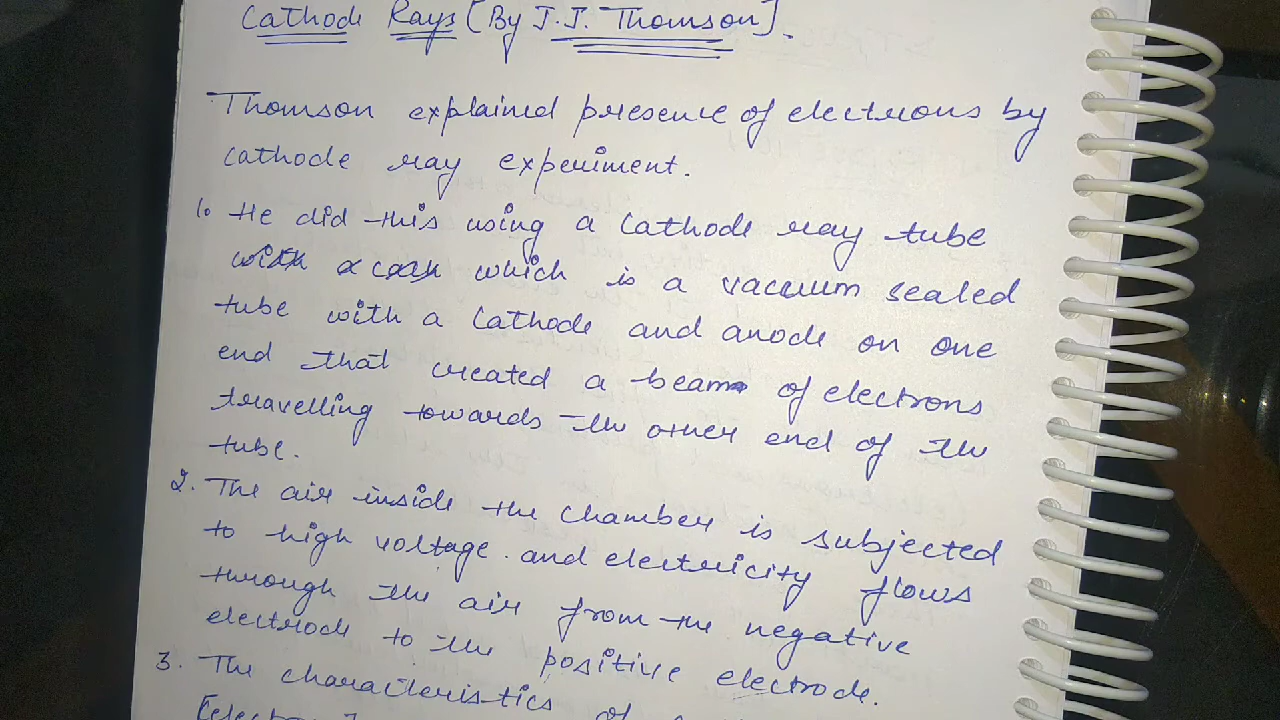 Cathode Rays [By J.J. Thomson].
Thomson explained presence of electrons by
cathode ray experiment.
1. He did this using a cathode ray tube
which is a vacuum sealed
tube with a cathode and anode on one
end that created a beam of electrons
travelling towards the other end of the
tube.
2. The air inside the chamber is subjected
to high voltage. and electricity flows
through the air from the negative
electrode to the positive electrode.
3. The characteristics of